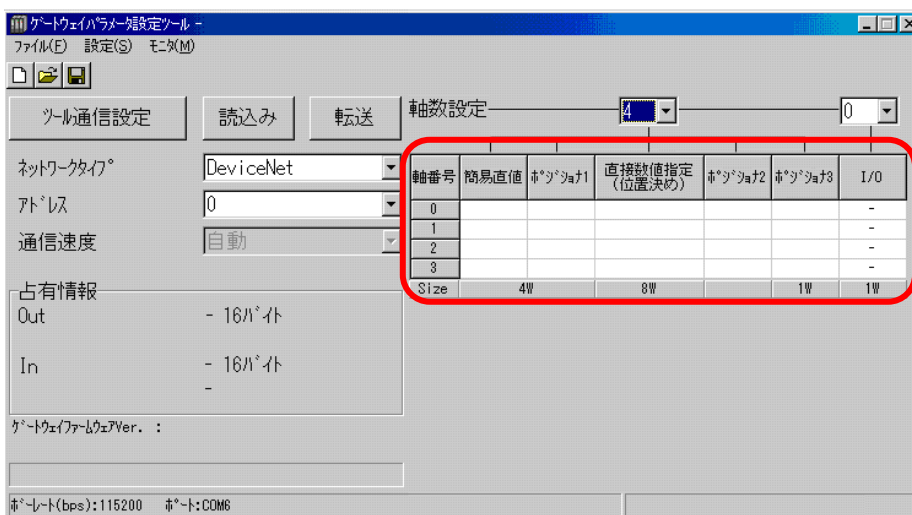 ｹﾞｰﾄｳｪｲﾊﾟﾗﾒｰﾀ設定ﾂｰﾙ -
ﾌｧｲﾙ(F) 設定(S) ﾓﾆﾀ(M)
ﾂｰﾙ通信設定 読込み 転送 軸数設定 4 0
ﾈｯﾄﾜｰｸﾀｲﾌﾟ DeviceNet
ｱﾄﾞﾚｽ 0
通信速度 自動
軸番号 簡易直値 ﾎﾟｼﾞｼｮﾅ1 直接数値指定 (位置決め) ﾎﾟｼﾞｼｮﾅ2 ﾎﾟｼﾞｼｮﾅ3 I/O
0 -
1 -
2 -
3 -
Size 4W 8W 1W 1W
占有情報
Out - 16ﾊﾞｲﾄ
In - 16ﾊﾞｲﾄ
-
ｹﾞｰﾄｳｪｲﾌｧｰﾑｳｪｱVer. :
ﾎﾞｰﾚｰﾄ(bps):115200 ﾎﾟｰﾄ:COM6